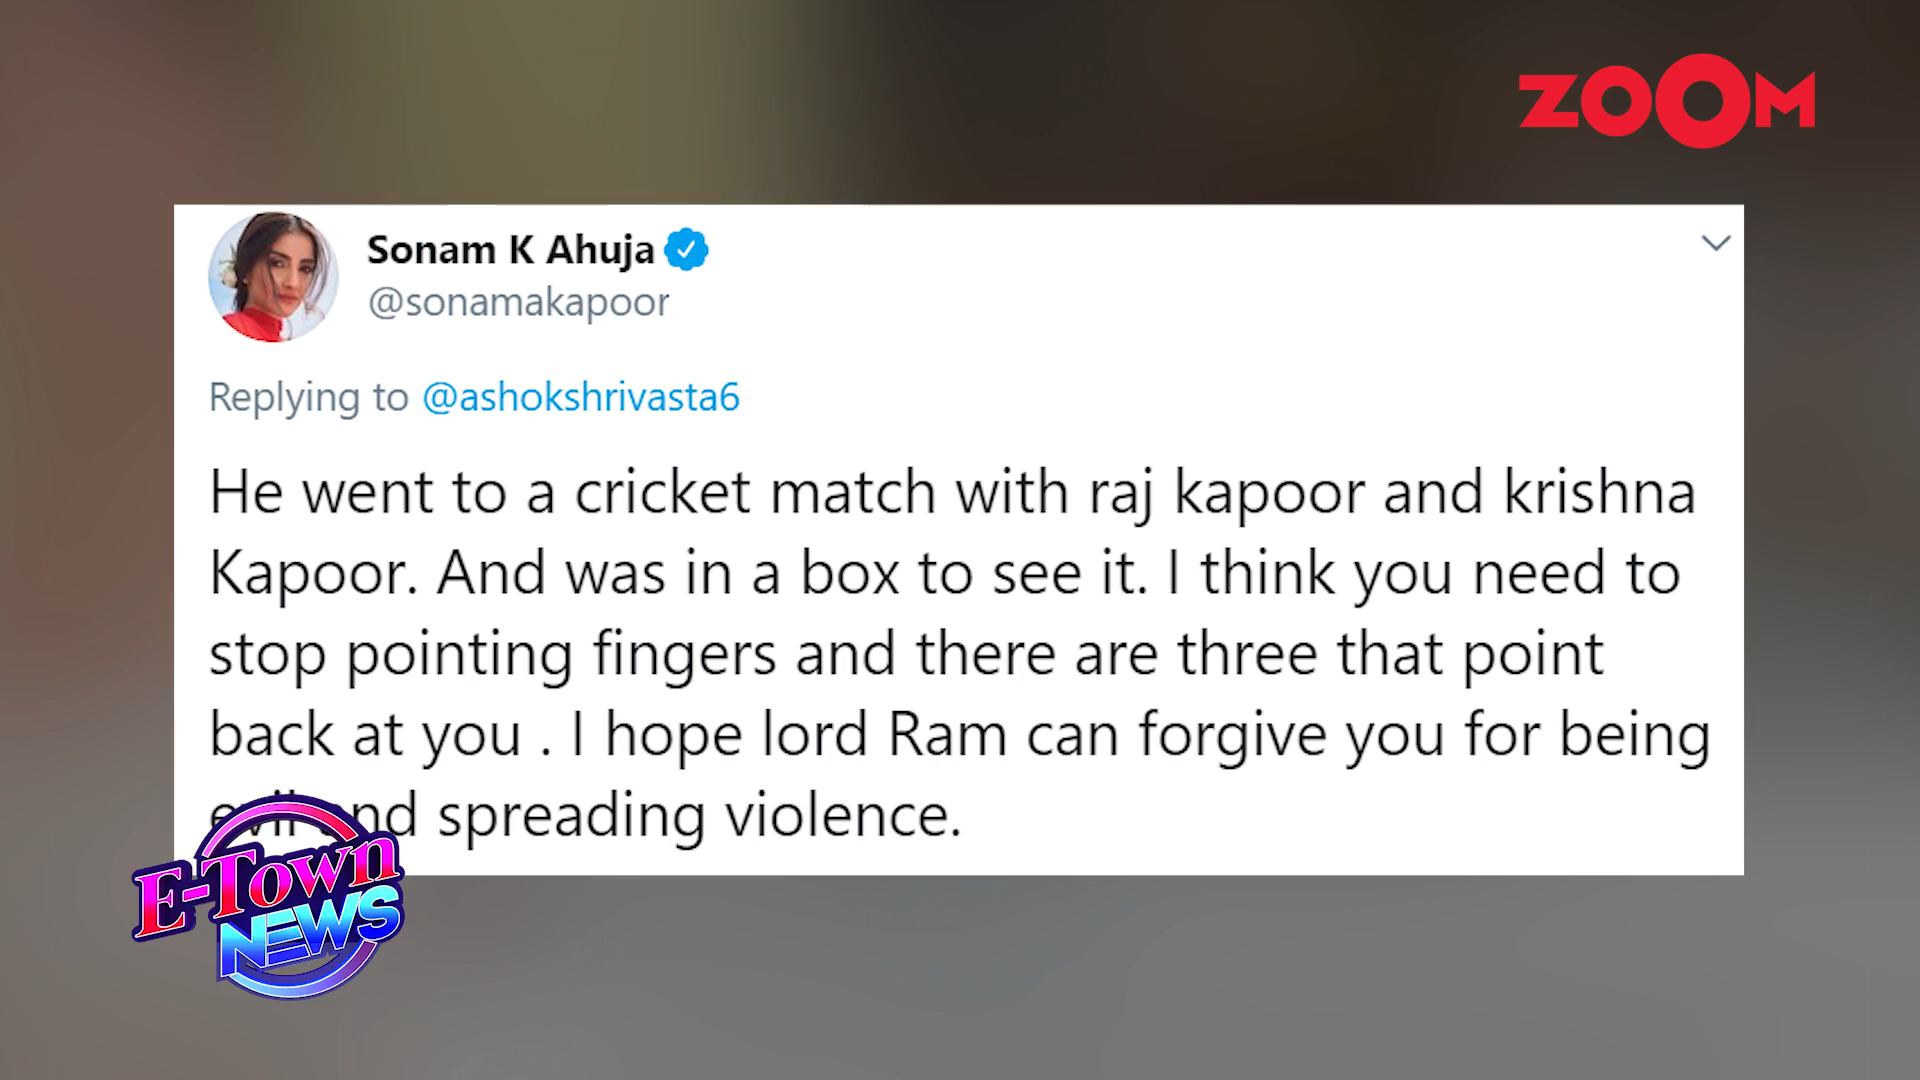 ZOOM
Sonam K Ahuja
@sonamakapoor
Replying to @ashokshrivasta6
He went to a cricket match with raj kapoor and krishna
Kapoor. And was in a box to see it. I think you need to
stop pointing fingers and there are three that point
back at you . I hope lord Ram can forgive you for being
evil and spreading violence.
E-Town
NEWS